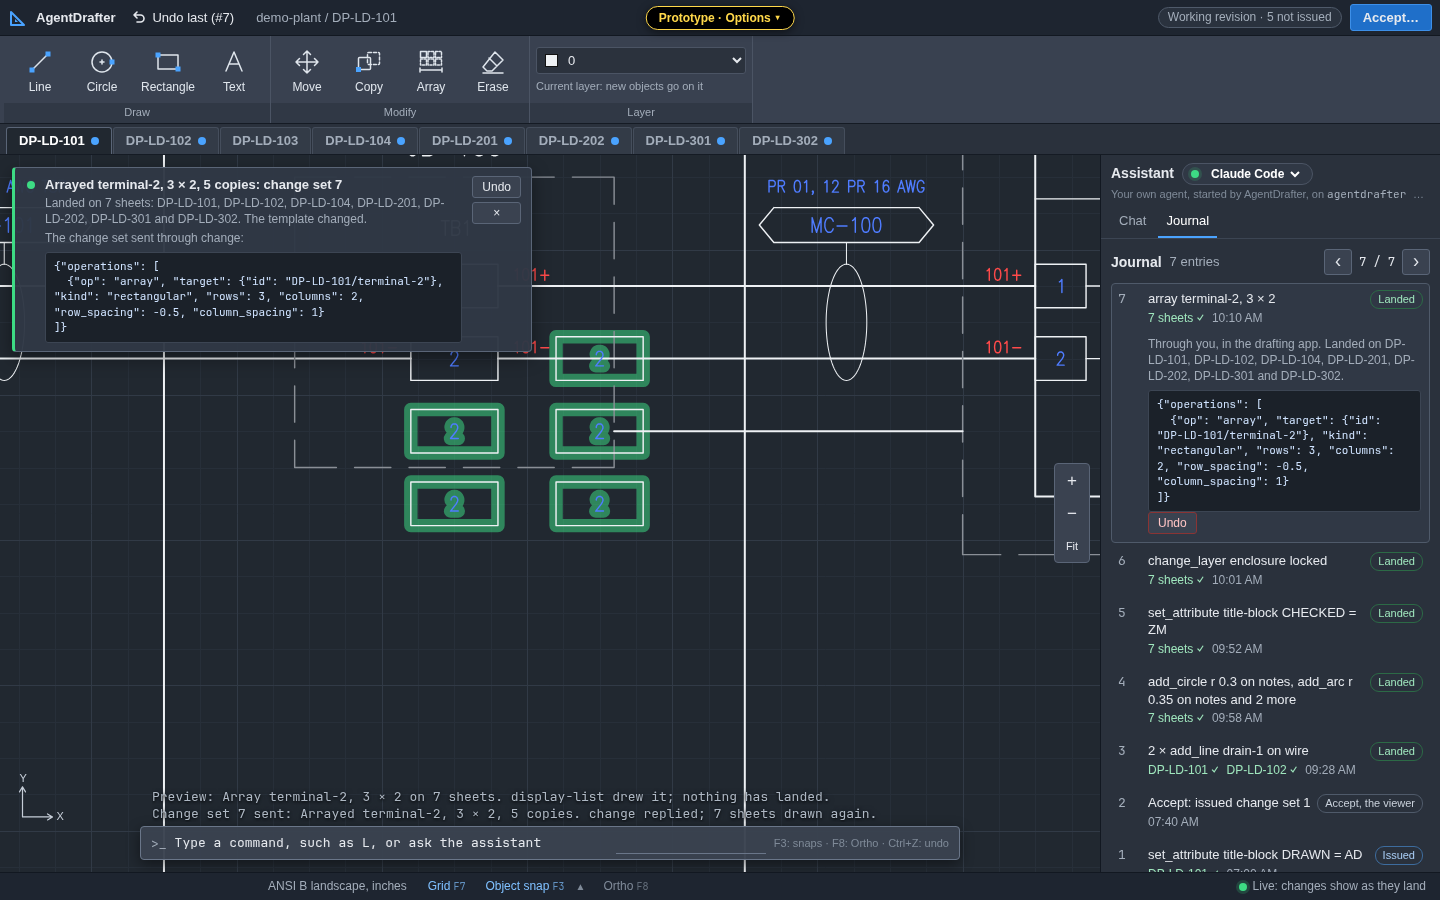 AgentDrafter
Undo last (#7)
demo-plant / DP-LD-101
Prototype · Options ▾
Working revision · 5 not issued
Accept…
Line
Circle
Rectangle
Text
Draw
Move
Copy
Array
Erase
Modify
0
Current layer: new objects go on it
Layer
DP-LD-101
DP-LD-102
DP-LD-103
DP-LD-104
DP-LD-201
DP-LD-202
DP-LD-301
DP-LD-302
Arrayed terminal-2, 3 × 2, 5 copies: change set 7
Landed on 7 sheets: DP-LD-101, DP-LD-102, DP-LD-104, DP-LD-201, DP-
LD-202, DP-LD-301 and DP-LD-302. The template changed.
The change set sent through change:
{"operations": [
{"op": "array", "target": {"id": "DP-LD-101/terminal-2"},
"kind": "rectangular", "rows": 3, "columns": 2,
"row_spacing": -0.5, "column_spacing": 1}
]}
Undo
×
TB1
PR 01, 12 PR 16 AWG
MC-100
1+
101+
1
2
1-
2
101-
2
2
2
2
2
+
−
Fit
Y
X
Preview: Array terminal-2, 3 × 2 on 7 sheets. display-list drew it; nothing has landed.
Change set 7 sent: Arrayed terminal-2, 3 × 2, 5 copies. change replied; 7 sheets drawn again.
>_ Type a command, such as L, or ask the assistant
F3: snaps · F8: Ortho · Ctrl+Z: undo
Assistant
Claude Code
Your own agent, started by AgentDrafter, on agentdrafter …
Chat
Journal
Journal 7 entries
‹ 7 / 7 ›
7 array terminal-2, 3 × 2 Landed
7 sheets ✓ 10:10 AM
Through you, in the drafting app. Landed on DP-
LD-101, DP-LD-102, DP-LD-104, DP-LD-201, DP-
LD-202, DP-LD-301 and DP-LD-302.
{"operations": [
{"op": "array", "target": {"id":
"DP-LD-101/terminal-2"}, "kind":
"rectangular", "rows": 3, "columns":
2, "row_spacing": -0.5,
"column_spacing": 1}
]}
Undo
6 change_layer enclosure locked Landed
7 sheets ✓ 10:01 AM
5 set_attribute title-block CHECKED = Landed
ZM
7 sheets ✓ 09:52 AM
4 add_circle r 0.3 on notes, add_arc r Landed
0.35 on notes and 2 more
7 sheets ✓ 09:58 AM
3 2 × add_line drain-1 on wire Landed
DP-LD-101 ✓ DP-LD-102 ✓ 09:28 AM
2 Accept: issued change set 1 Accept, the viewer
07:40 AM
1 set_attribute title-block DRAWN = AD Issued
ANSI B landscape, inches
Grid F7
Object snap F3 ▲
Ortho F8
Live: changes show as they land